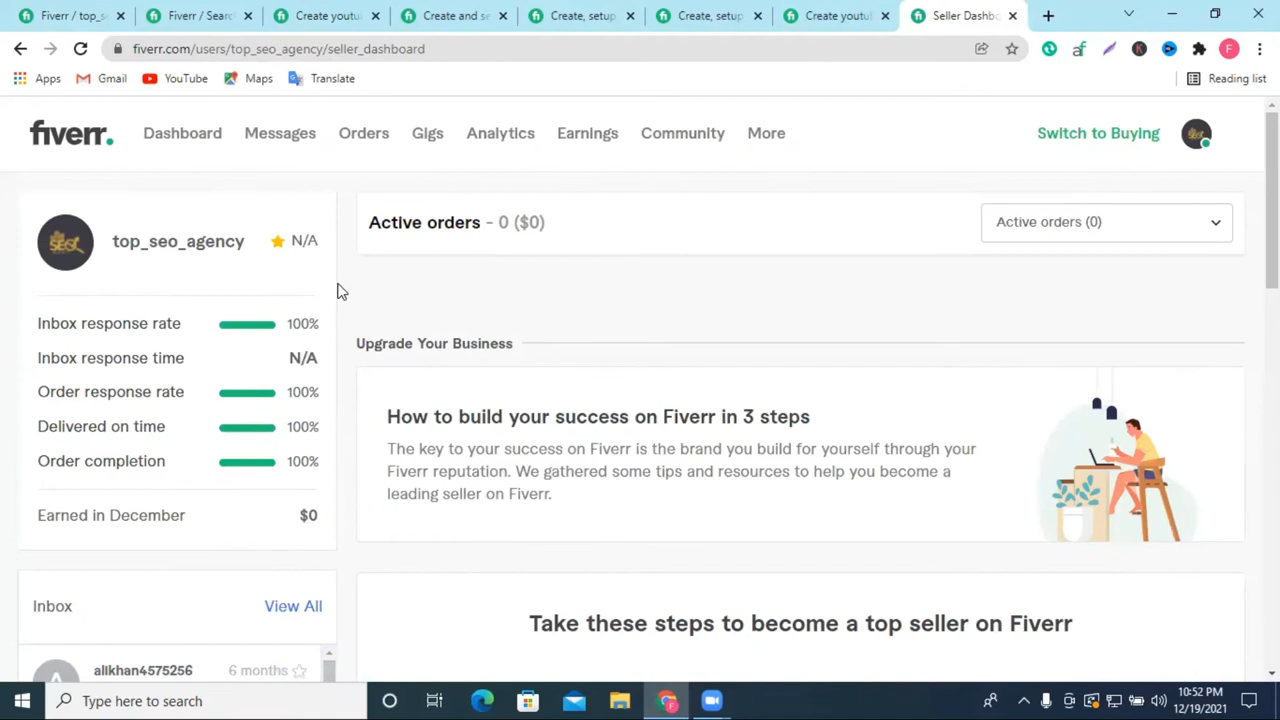 Fiverr / top_s
Fiverr / Searc
Create youtul
Create and se
Create, setup,
Create, setup,
Create youtul
Seller Dashbo
fiverr.com/users/top_seo_agency/seller_dashboard
Apps
Gmail
YouTube
Maps
Translate
Reading list
fiverr.
Dashboard
Messages
Orders
Gigs
Analytics
Earnings
Community
More
Switch to Buying
top_seo_agency
N/A
Active orders - 0 ($0)
Active orders (0)
Inbox response rate 100%
Inbox response time N/A
Order response rate 100%
Delivered on time 100%
Order completion 100%
Earned in December $0
Upgrade Your Business
How to build your success on Fiverr in 3 steps
The key to your success on Fiverr is the brand you build for yourself through your
Fiverr reputation. We gathered some tips and resources to help you become a
leading seller on Fiverr.
Inbox View All
Take these steps to become a top seller on Fiverr
alikhan4575256 6 months
Type here to search
10:52 PM
12/19/2021